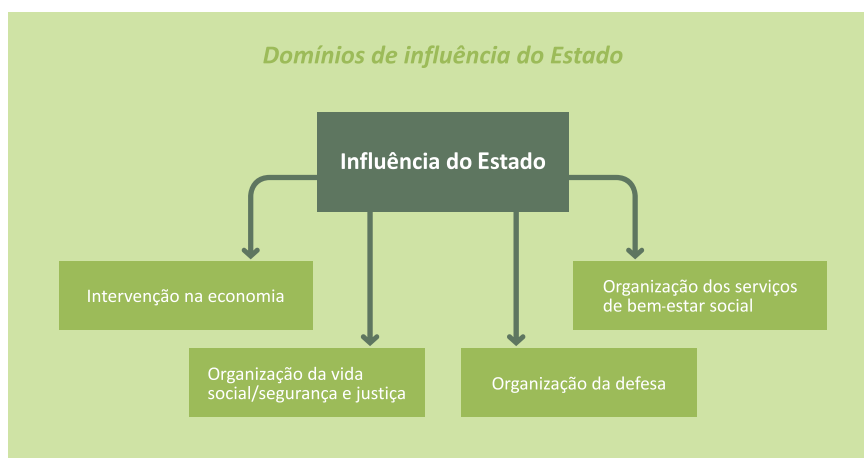 Domínios de influência do Estado
Influência do Estado
Intervenção na economia
Organização dos serviços
de bem-estar social
Organização da vida
social/segurança e justiça
Organização da defesa